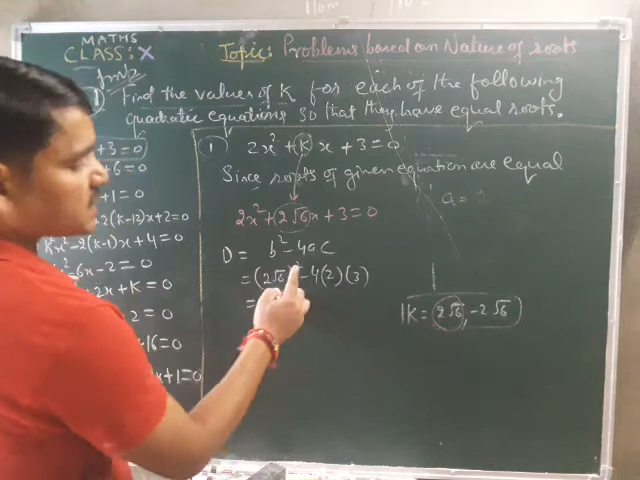 MATHS
CLASS: X
Topic: Problems based on Nature of roots
Imp
1) Find the values of K for each of the following
quadratic equations so that they have equal roots.
+3=0
+6=0
+1=0
-2(K-12)x+2=0
x²-2(K-1)x+4=0
-6x-2=0
-2x+K=0
-2=0
-16=0
x+1=0
1) 2x²+Kx+3=0
Since roots of given equation are equal
a =
2x²+2√6x+3=0
D = b²-4ac
=(2√6)²-4(2)(3)
=
K = 2√6, -2√6